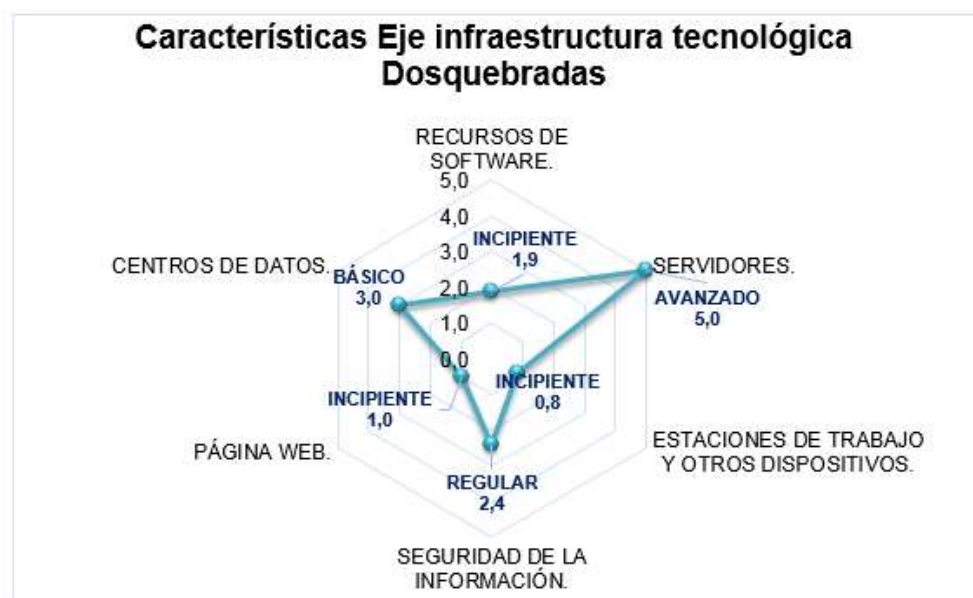 Características Eje infraestructura tecnológica
Dosquebradas
RECURSOS DE
SOFTWARE.
5,0
4,0
3,0
2,0
1,0
0,0
INCIPIENTE
1,9
SERVIDORES.
AVANZADO
5,0
INCIPIENTE
0,8
ESTACIONES DE TRABAJO
Y OTROS DISPOSITIVOS.
REGULAR
2,4
SEGURIDAD DE LA
INFORMACIÓN.
INCIPIENTE
1,0
PÁGINA WEB.
CENTROS DE DATOS.
BÁSICO
3,0